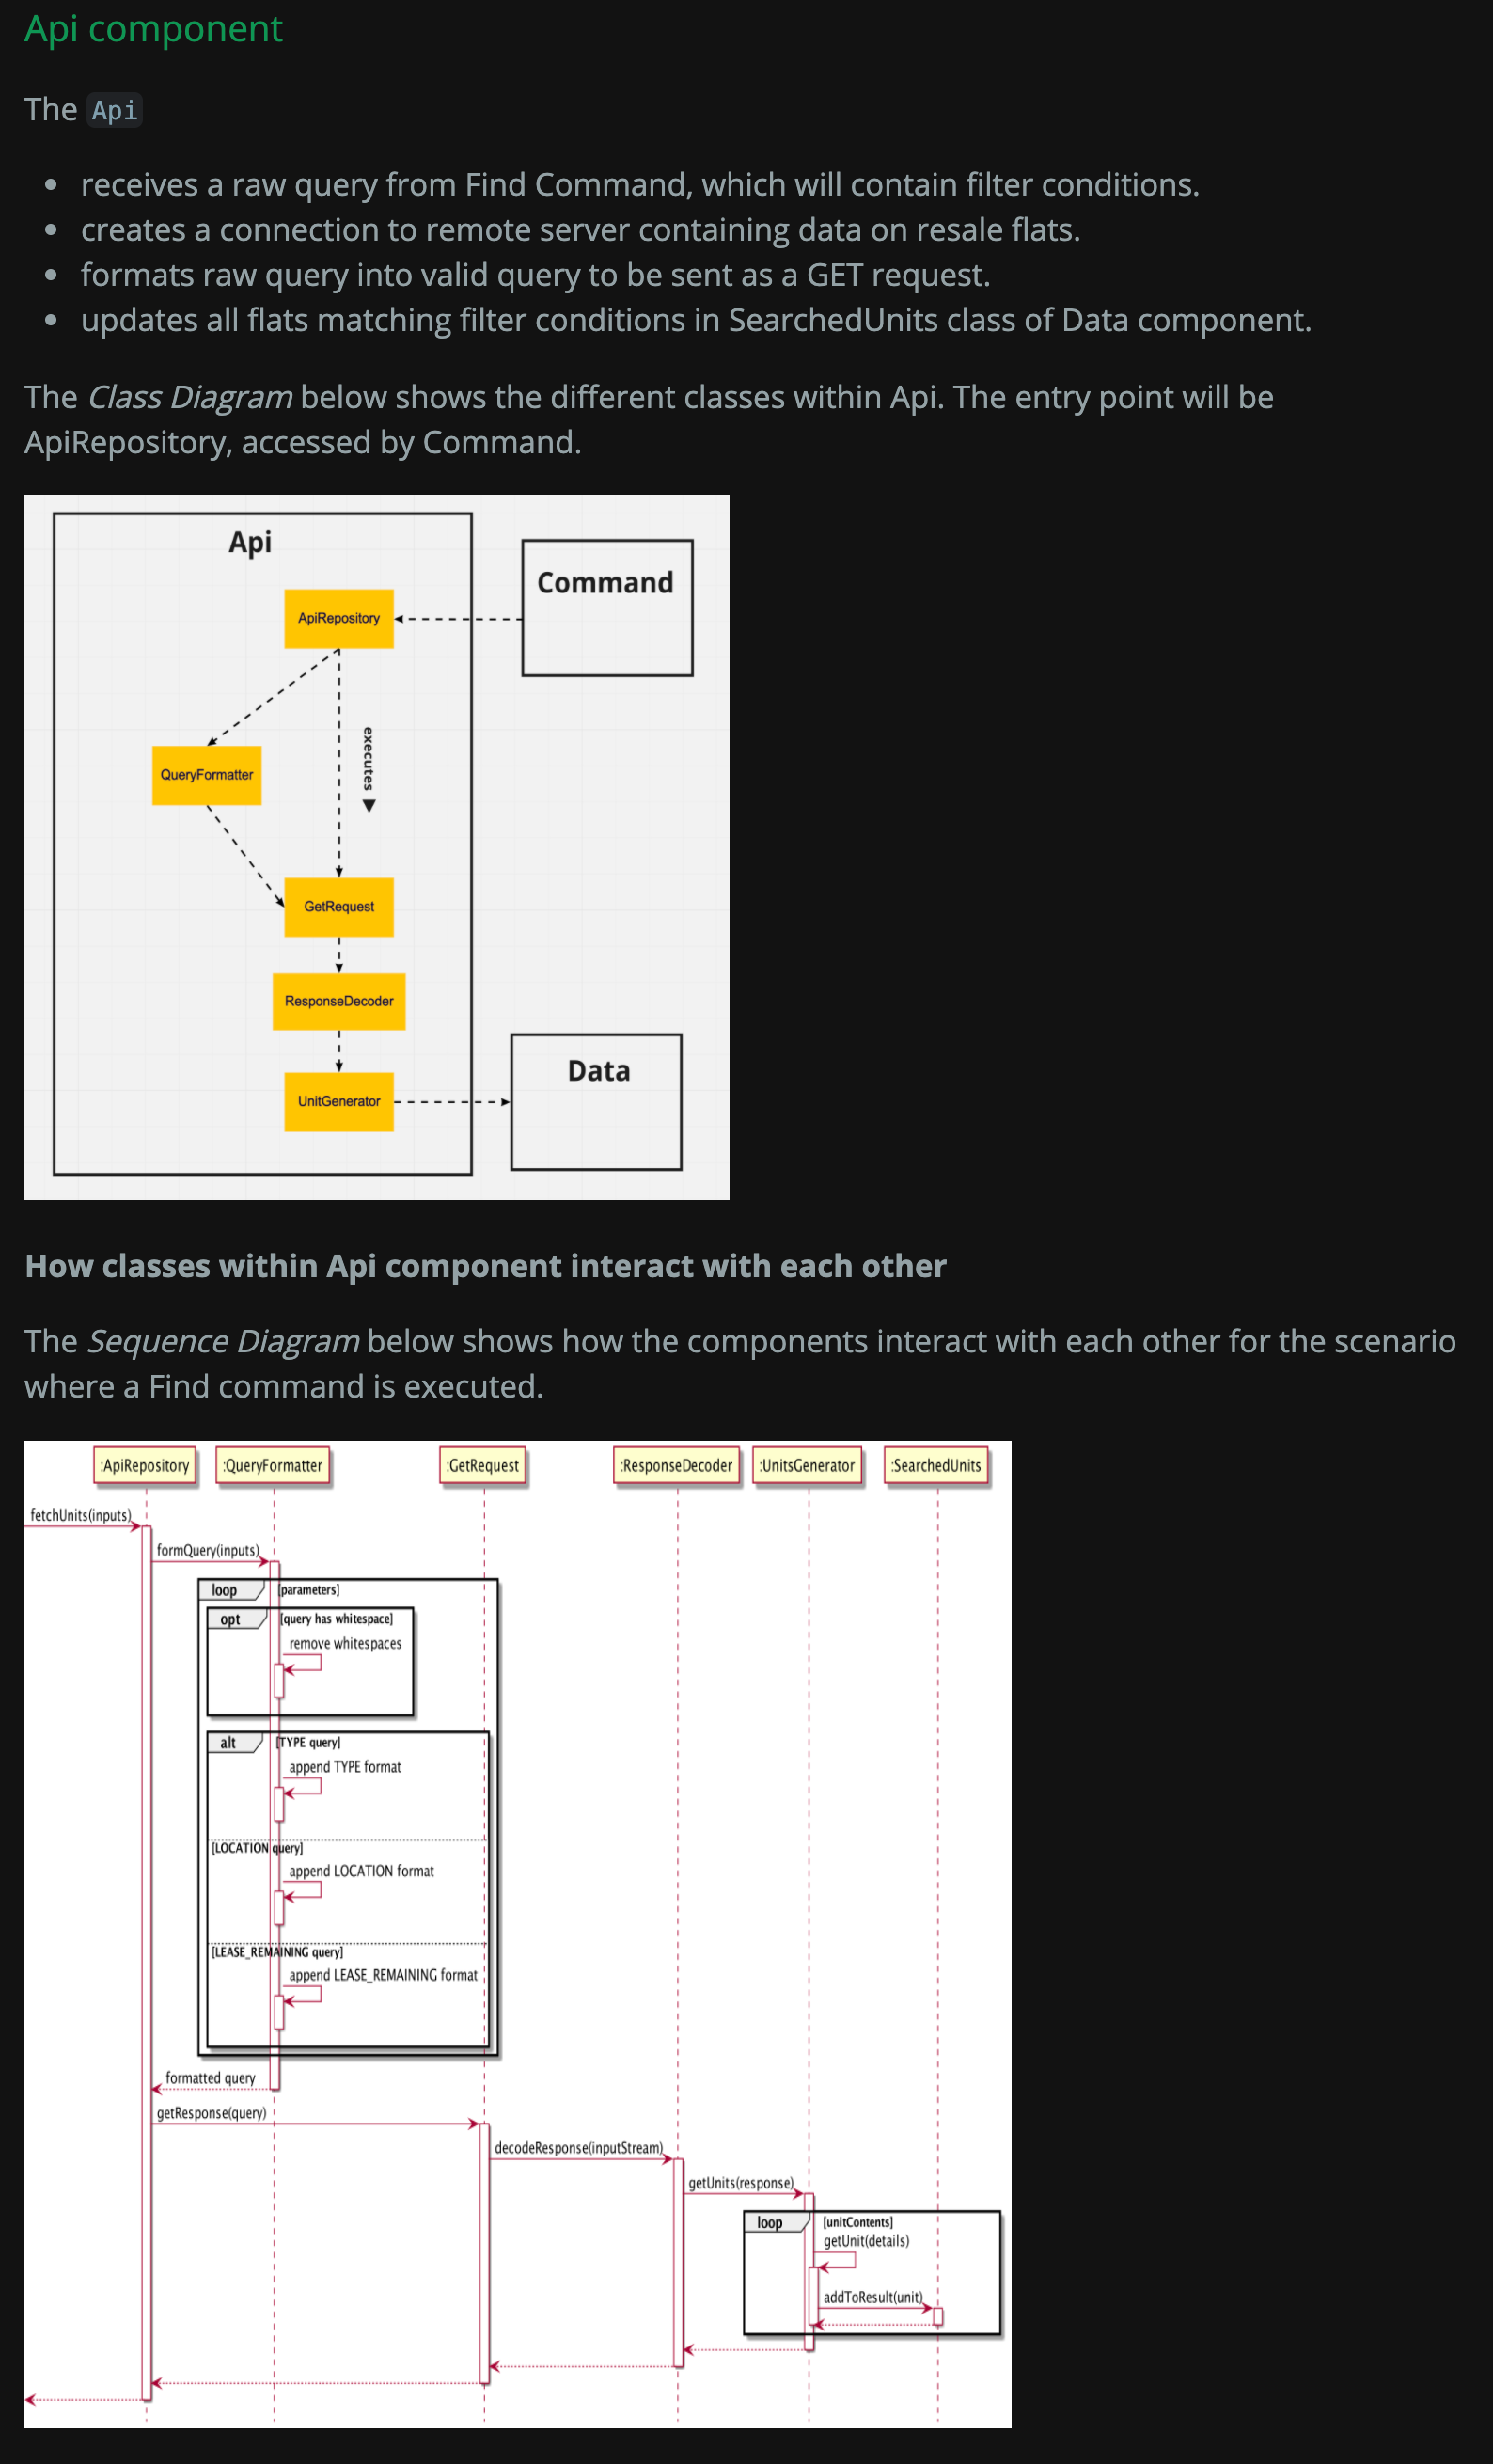 Api component
The Api
receives a raw query from Find Command, which will contain filter conditions.
creates a connection to remote server containing data on resale flats.
formats raw query into valid query to be sent as a GET request.
updates all flats matching filter conditions in SearchedUnits class of Data component.
The Class Diagram below shows the different classes within Api. The entry point will be
ApiRepository, accessed by Command.
Api
Command
ApiRepository
executes
QueryFormatter
GetRequest
ResponseDecoder
Data
UnitGenerator
How classes within Api component interact with each other
The Sequence Diagram below shows how the components interact with each other for the scenario
where a Find command is executed.
:ApiRepository :QueryFormatter :GetRequest :ResponseDecoder :UnitsGenerator :SearchedUnits
fetchUnits(inputs)
formQuery(inputs)
loop [parameters]
opt [query has whitespace]
remove whitespaces
alt [TYPE query]
append TYPE format
[LOCATION query]
append LOCATION format
[LEASE_REMAINING query]
append LEASE_REMAINING format
formatted query
getResponse(query)
decodeResponse(inputStream)
getUnits(response)
loop [unitContents]
getUnit(details)
addToResult(unit)